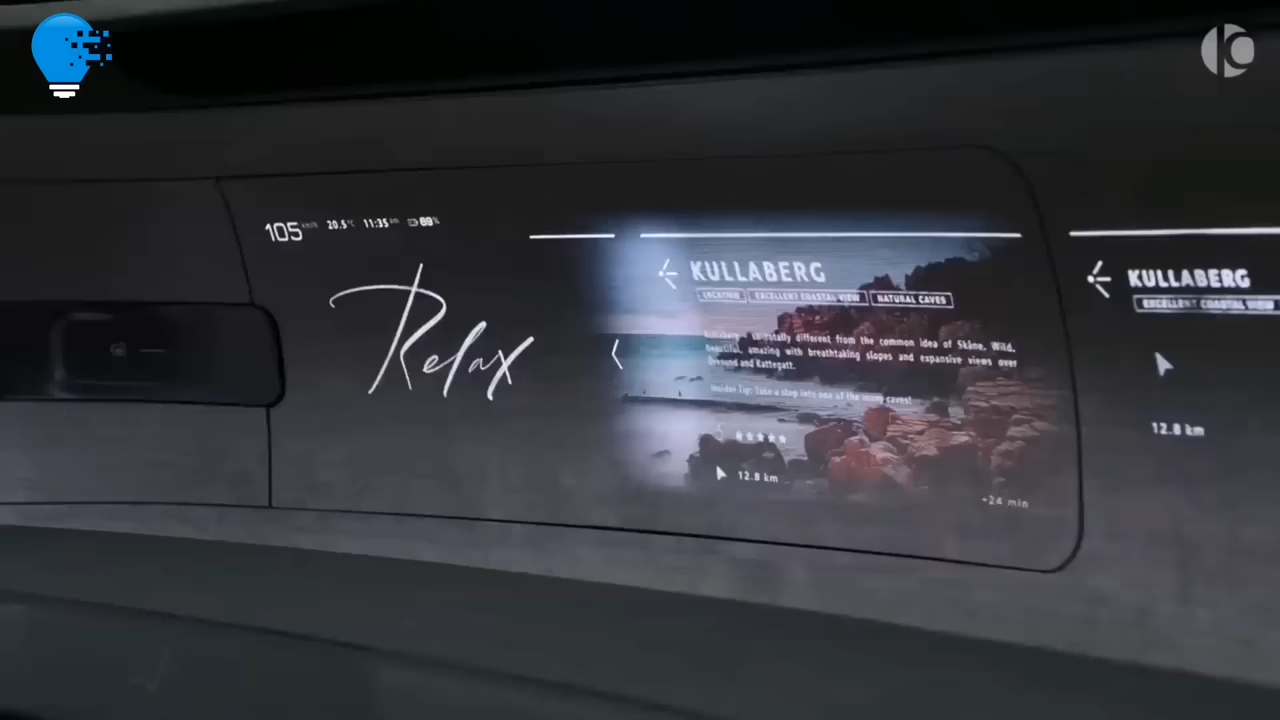 105 km/h 20.5°C 11:35 am 89%
Relax
KULLABERG
LOCATION EXCELLENT COASTAL VIEW NATURAL CAVES
Kullaberg - so totally different from the common idea of Skåne. Wild,
beautiful, amazing with breathtaking slopes and expansive views over
Öresund and Kattegatt.
Insider Tip: Take a step into one of the many caves!
12.8 km
~24 min
KULLABERG
EXCELLENT COASTAL VIEW
12.8 km